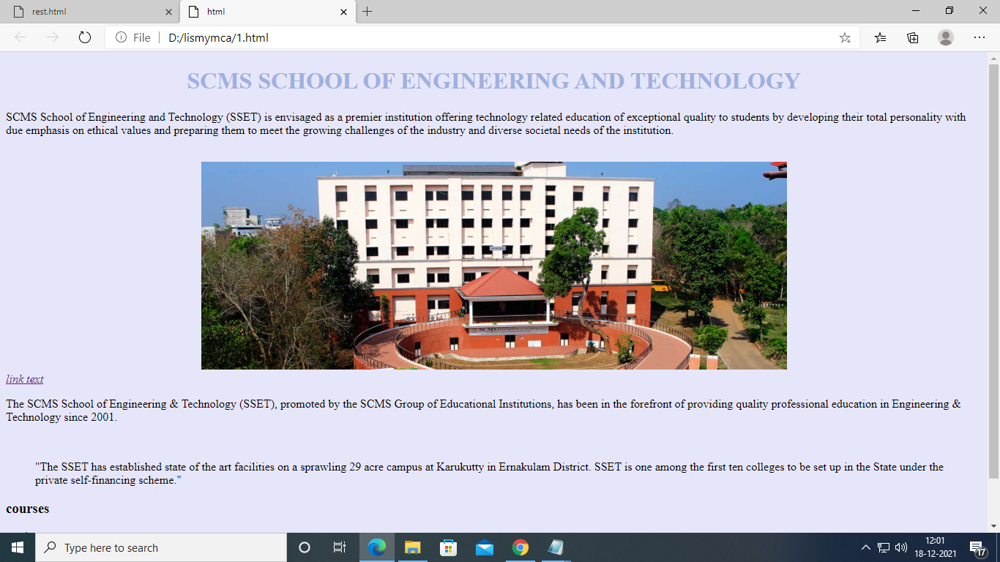 rest.html
html
File
D:/lismymca/1.html
SCMS SCHOOL OF ENGINEERING AND TECHNOLOGY
SCMS School of Engineering and Technology (SSET) is envisaged as a premier institution offering technology related education of exceptional quality to students by developing their total personality with
due emphasis on ethical values and preparing them to meet the growing challenges of the industry and diverse societal needs of the institution.
SCMS
link text
The SCMS School of Engineering & Technology (SSET), promoted by the SCMS Group of Educational Institutions, has been in the forefront of providing quality professional education in Engineering &
Technology since 2001.
"The SSET has established state of the art facilities on a sprawling 29 acre campus at Karukutty in Ernakulam District. SSET is one among the first ten colleges to be set up in the State under the
private self-financing scheme."
courses
Type here to search
12:01
18-12-2021
17